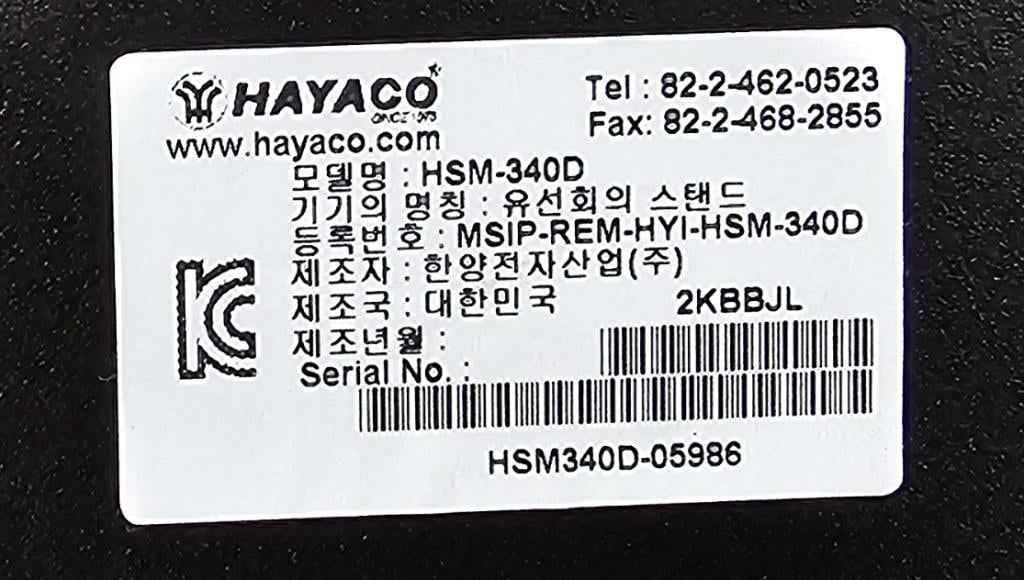 HAYACO
SINCE 1973
www.hayaco.com
Tel : 82-2-462-0523
Fax: 82-2-468-2855
모델명 : HSM-340D
기기의 명칭 : 유선회의 스탠드
등록번호 : MSIP-REM-HYI-HSM-340D
제조자 : 한양전자산업(주)
제조국 : 대한민국
2KBBJL
제조년월 :
Serial No. :
HSM340D-05986